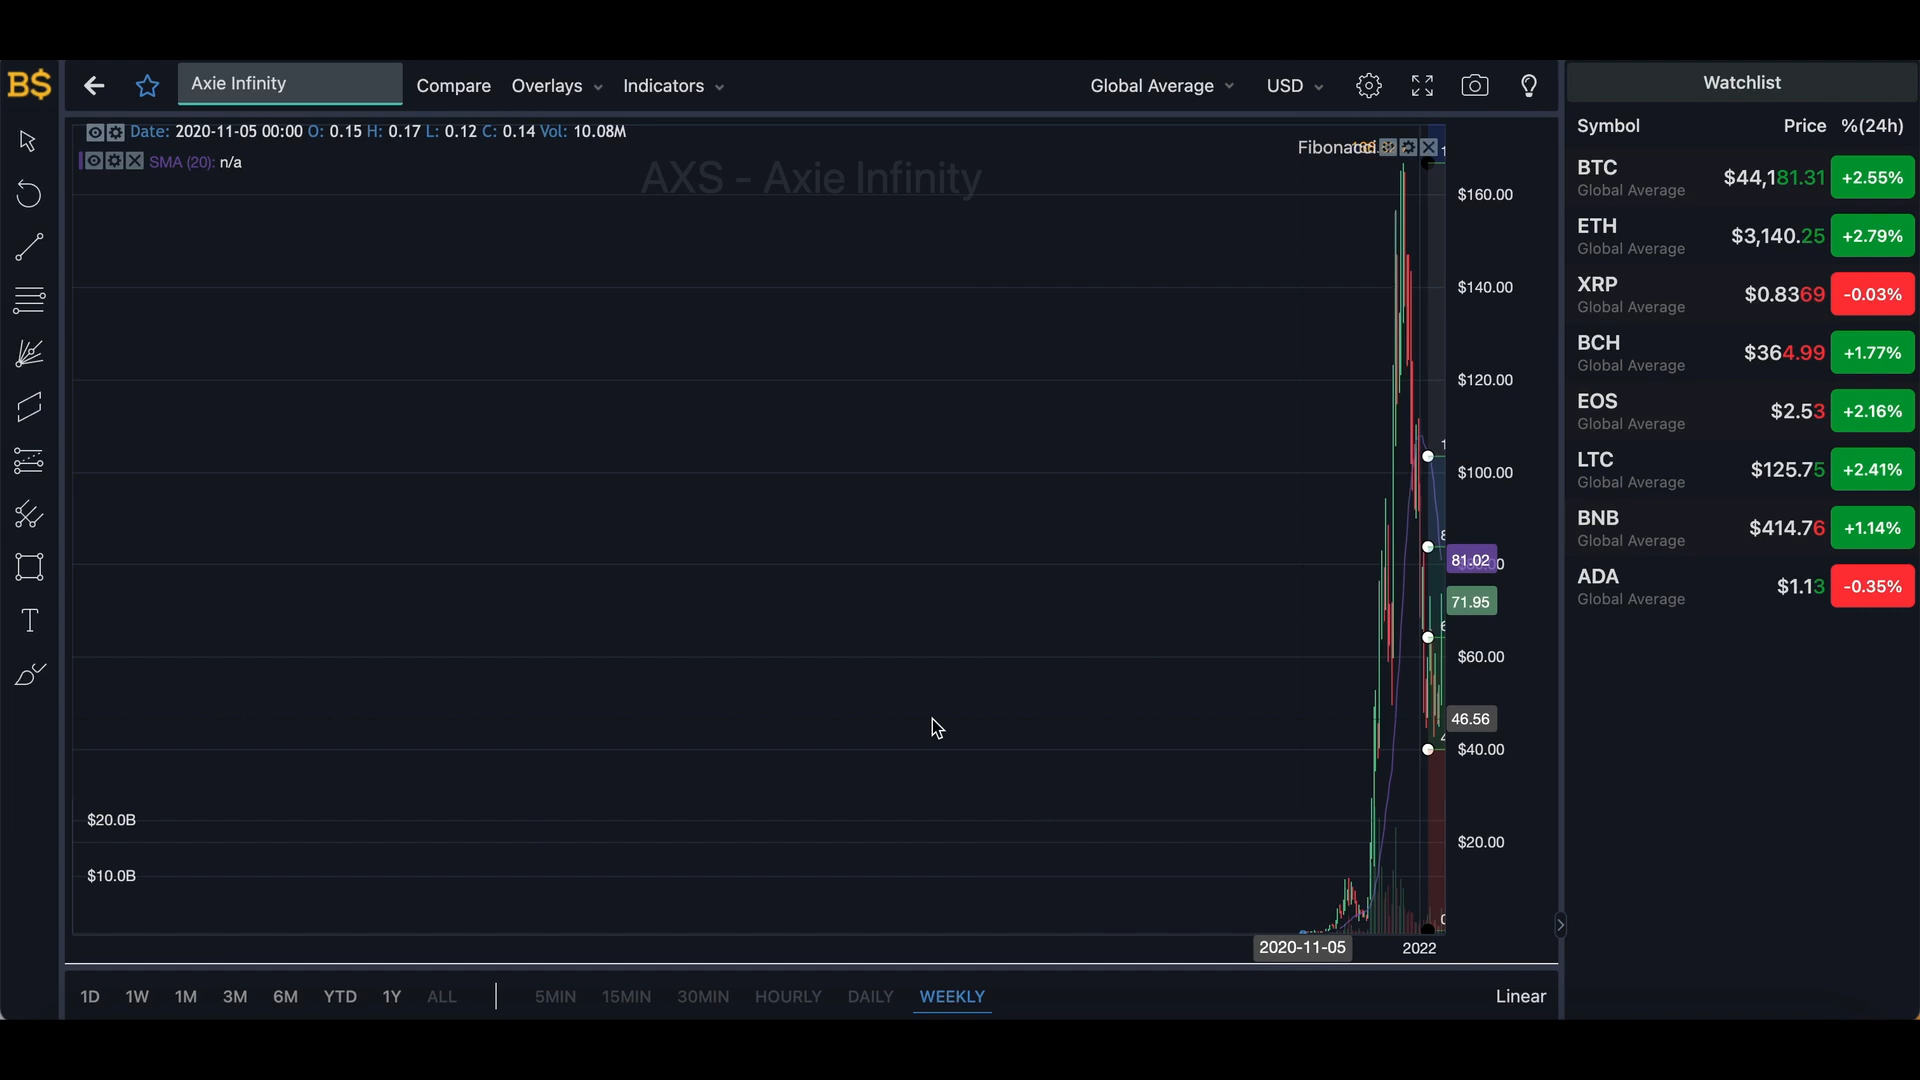 B$
Axie Infinity
Compare
Overlays
Indicators
Global Average
USD
Date: 2020-11-05 00:00 O: 0.15 H: 0.17 L: 0.12 C: 0.14 Vol: 10.08M
SMA (20): n/a
AXS - Axie Infinity
$160.00
$140.00
$120.00
$100.00
81.02
71.95
$60.00
46.56
$40.00
$20.00
$20.0B
$10.0B
2020-11-05
2022
1D 1W 1M 3M 6M YTD 1Y ALL
5MIN 15MIN 30MIN HOURLY DAILY WEEKLY
Linear
Watchlist
Symbol Price %(24h)
BTC $44,181.31 +2.55%
Global Average
ETH $3,140.25 +2.79%
Global Average
XRP $0.8369 -0.03%
Global Average
BCH $364.99 +1.77%
Global Average
EOS $2.53 +2.16%
Global Average
LTC $125.75 +2.41%
Global Average
BNB $414.76 +1.14%
Global Average
ADA $1.13 -0.35%
Global Average